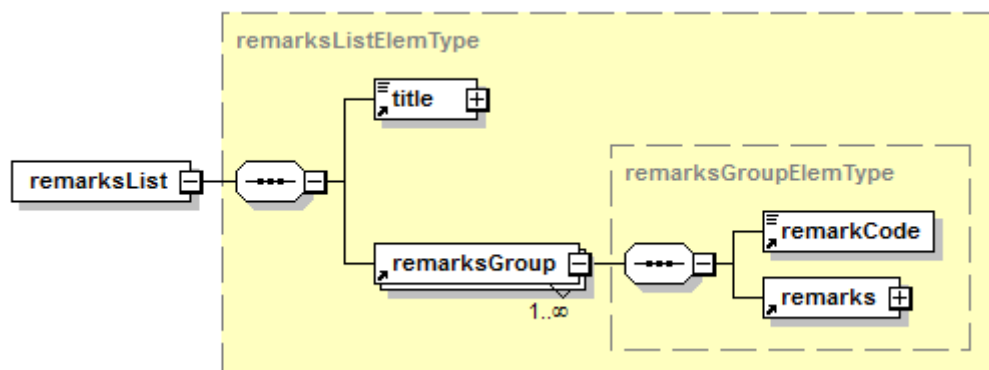 remarksListElemType
title
remarksList
remarksGroupElemType
remarkCode
remarksGroup
remarks
1..∞